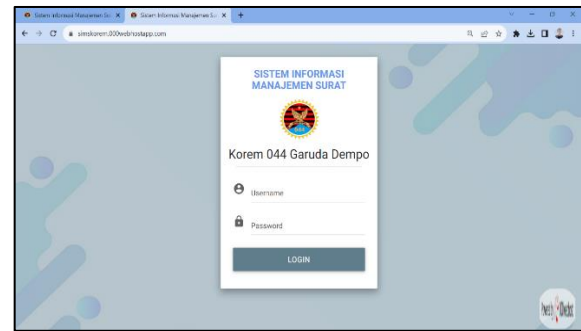 Sistem Informasi Manajemen Su
Sistem Informasi Manajemen Su
simskorem.000webhostapp.com
SISTEM INFORMASI
MANAJEMEN SURAT
Korem 044 Garuda Dempo
Username
Password
LOGIN